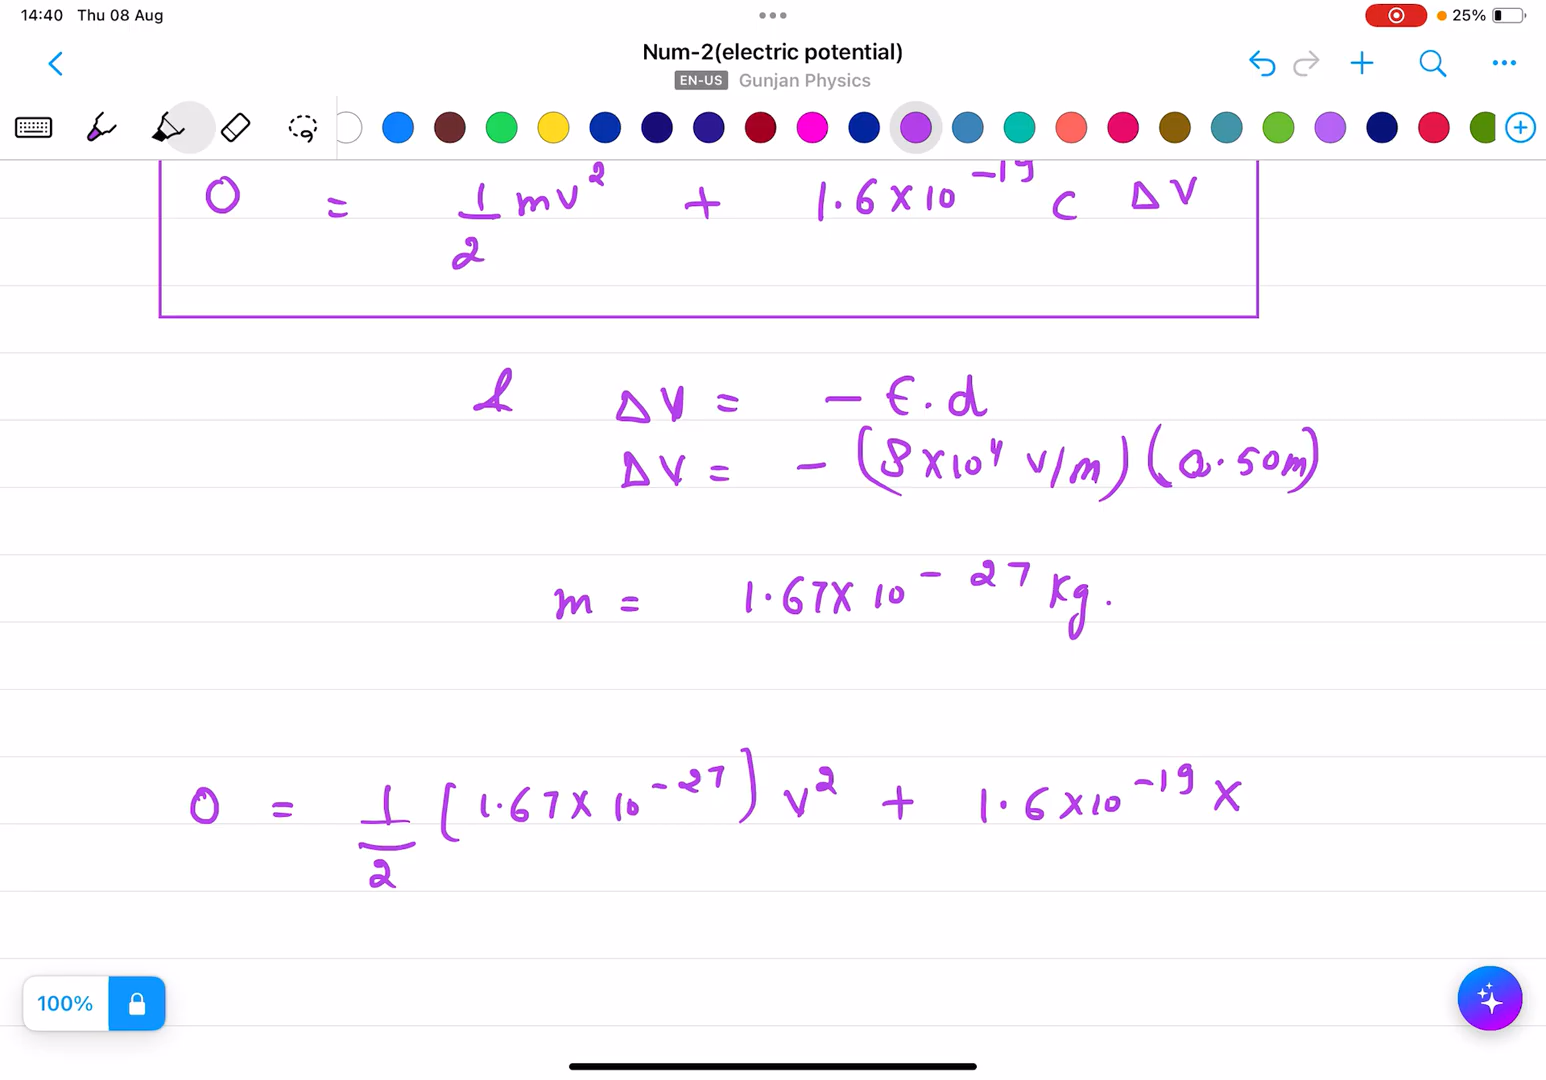 14:40 Thu 08 Aug
25%
Num-2(electric potential)
EN-US Gunjan Physics
0 = 1/2 mv² + 1.6 × 10⁻¹⁹ C ΔV
& ΔV = - E.d
ΔV = - (8×10⁴ V/m) (0.50m)
m = 1.67× 10⁻²⁷ Kg.
0 = 1/2 (1.67× 10⁻²⁷) v² + 1.6 ×10⁻¹⁹ ×
100%